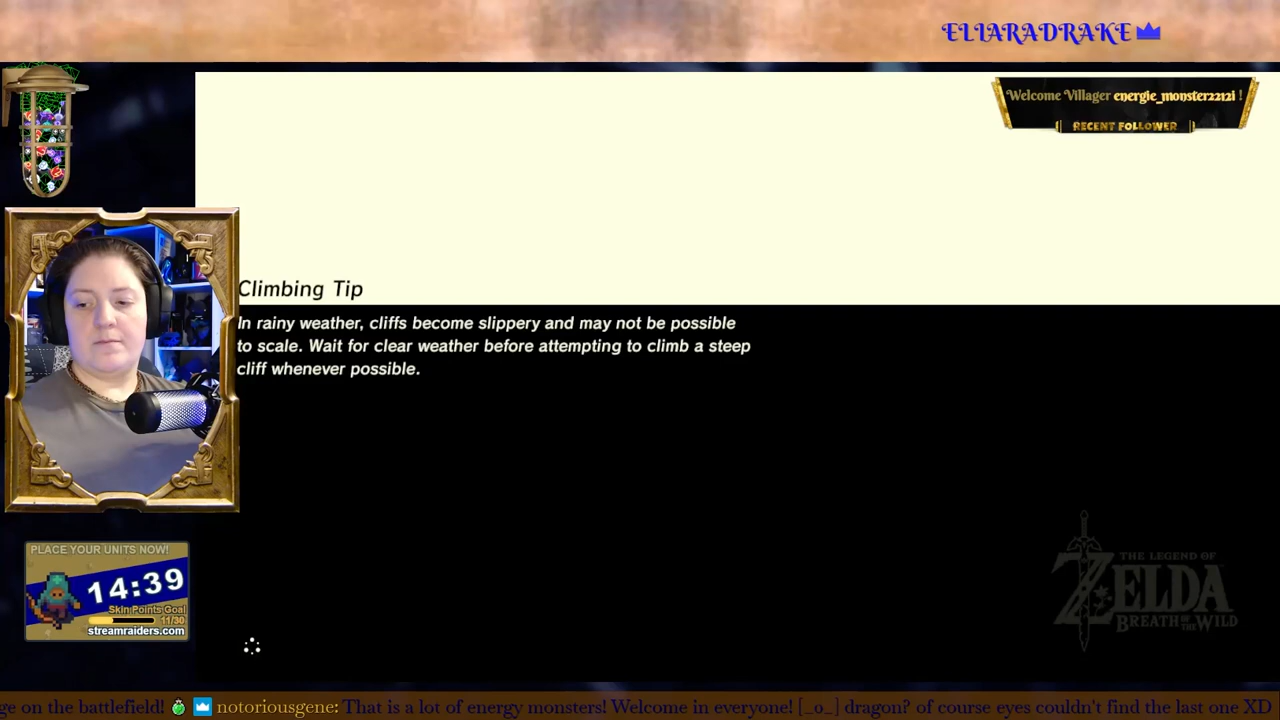 ELIARADRAKE
Welcome Villager energie_monster2212i !
RECENT FOLLOWER
Climbing Tip
In rainy weather, cliffs become slippery and may not be possible
to scale. Wait for clear weather before attempting to climb a steep
cliff whenever possible.
PLACE YOUR UNITS NOW!
14:39
Skin Points Goal
11/30
streamraiders.com
THE LEGEND OF
ZELDA
BREATH OF THE WILD
ge on the battlefield! notoriousgene: That is a lot of energy monsters! Welcome in everyone! [_o_] dragon? of course eyes couldn't find the last one XD